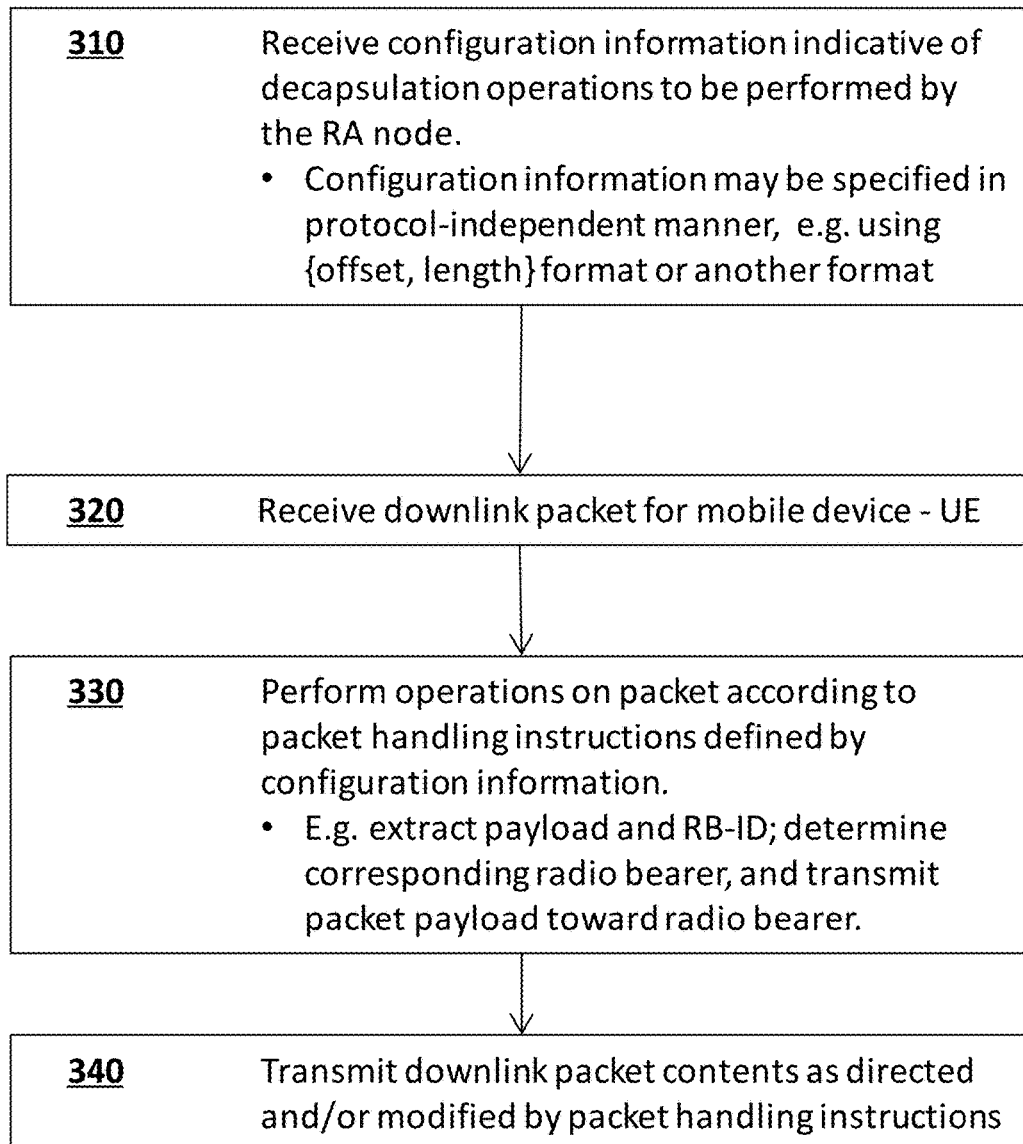 310 Receive configuration information indicative of
decapsulation operations to be performed by
the RA node.
• Configuration information may be specified in
protocol-independent manner, e.g. using
{offset, length} format or another format
320 Receive downlink packet for mobile device - UE
330 Perform operations on packet according to
packet handling instructions defined by
configuration information.
• E.g. extract payload and RB-ID; determine
corresponding radio bearer, and transmit
packet payload toward radio bearer.
340 Transmit downlink packet contents as directed
and/or modified by packet handling instructions